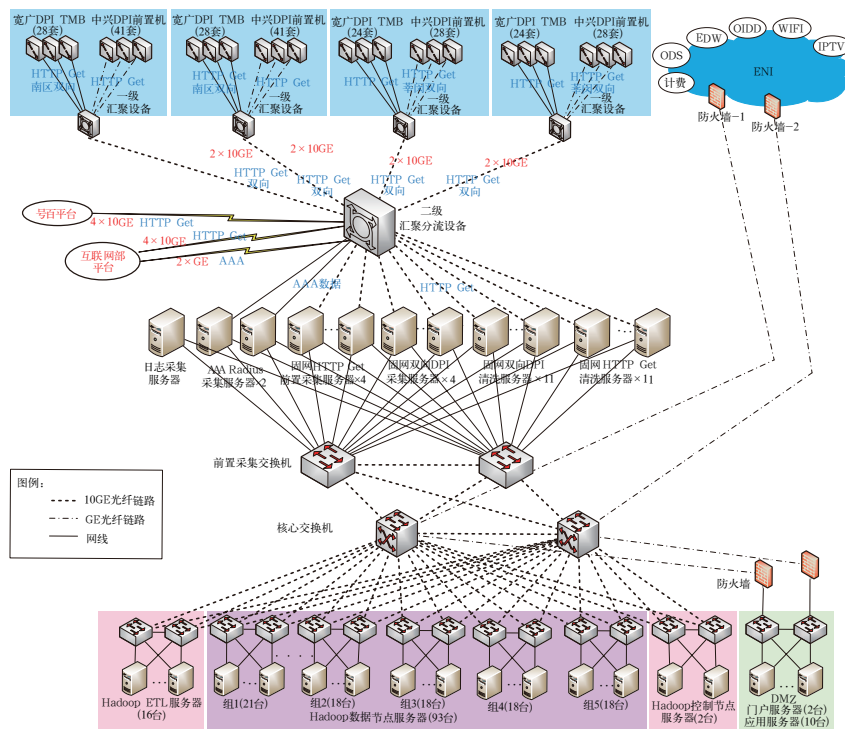 宽广DPI TMB 中兴DPI前置机
(28套) (41套)
HTTP Get
南区双向
HTTP Get
一级
汇聚设备
宽广DPI TMB 中兴DPI前置机
(28套) (41套)
HTTP Get
南区双向
HTTP Get
一级
汇聚设备
宽广DPI TMB 中兴DPI前置机
(24套) (28套)
HTTP Get
HTTP Get
一级
汇聚设备
宽广DPI TMB 中兴DPI前置机
(24套) (28套)
HTTP Get
HTTP Get
一级
汇聚设备
ODS
EDW
OIDD
WIFI
IPTV
计费
ENI
防火墙-1
防火墙-2
2×10GE
2×10GE
2×10GE
2×10GE
HTTP Get
双向
HTTP Get
双向
HTTP Get
双向
HTTP Get
双向
二级
汇聚分流设备
号百平台
4×10GE HTTP Get
互联网部
平台
4×10GE HTTP Get
2×GE AAA
AAA数据
HTTP Get
日志采集
服务器
AAA Radius
采集服务器×2
固网HTTP Get
前置采集服务器×4
固网双向DPI
采集服务器×4
固网双向DPI
清洗服务器×11
固网 HTTP Get
清洗服务器×11
前置采集交换机
核心交换机
图例:
10GE光纤链路
GE光纤链路
网线
防火墙
Hadoop ETL服务器
(16台)
组1(21台)
组2(18台)
组3(18台)
组4(18台)
组5(18台)
Hadoop数据节点服务器(93台)
Hadoop控制节点
服务器(2台)
DMZ
门户服务器(2台)
应用服务器(10台)